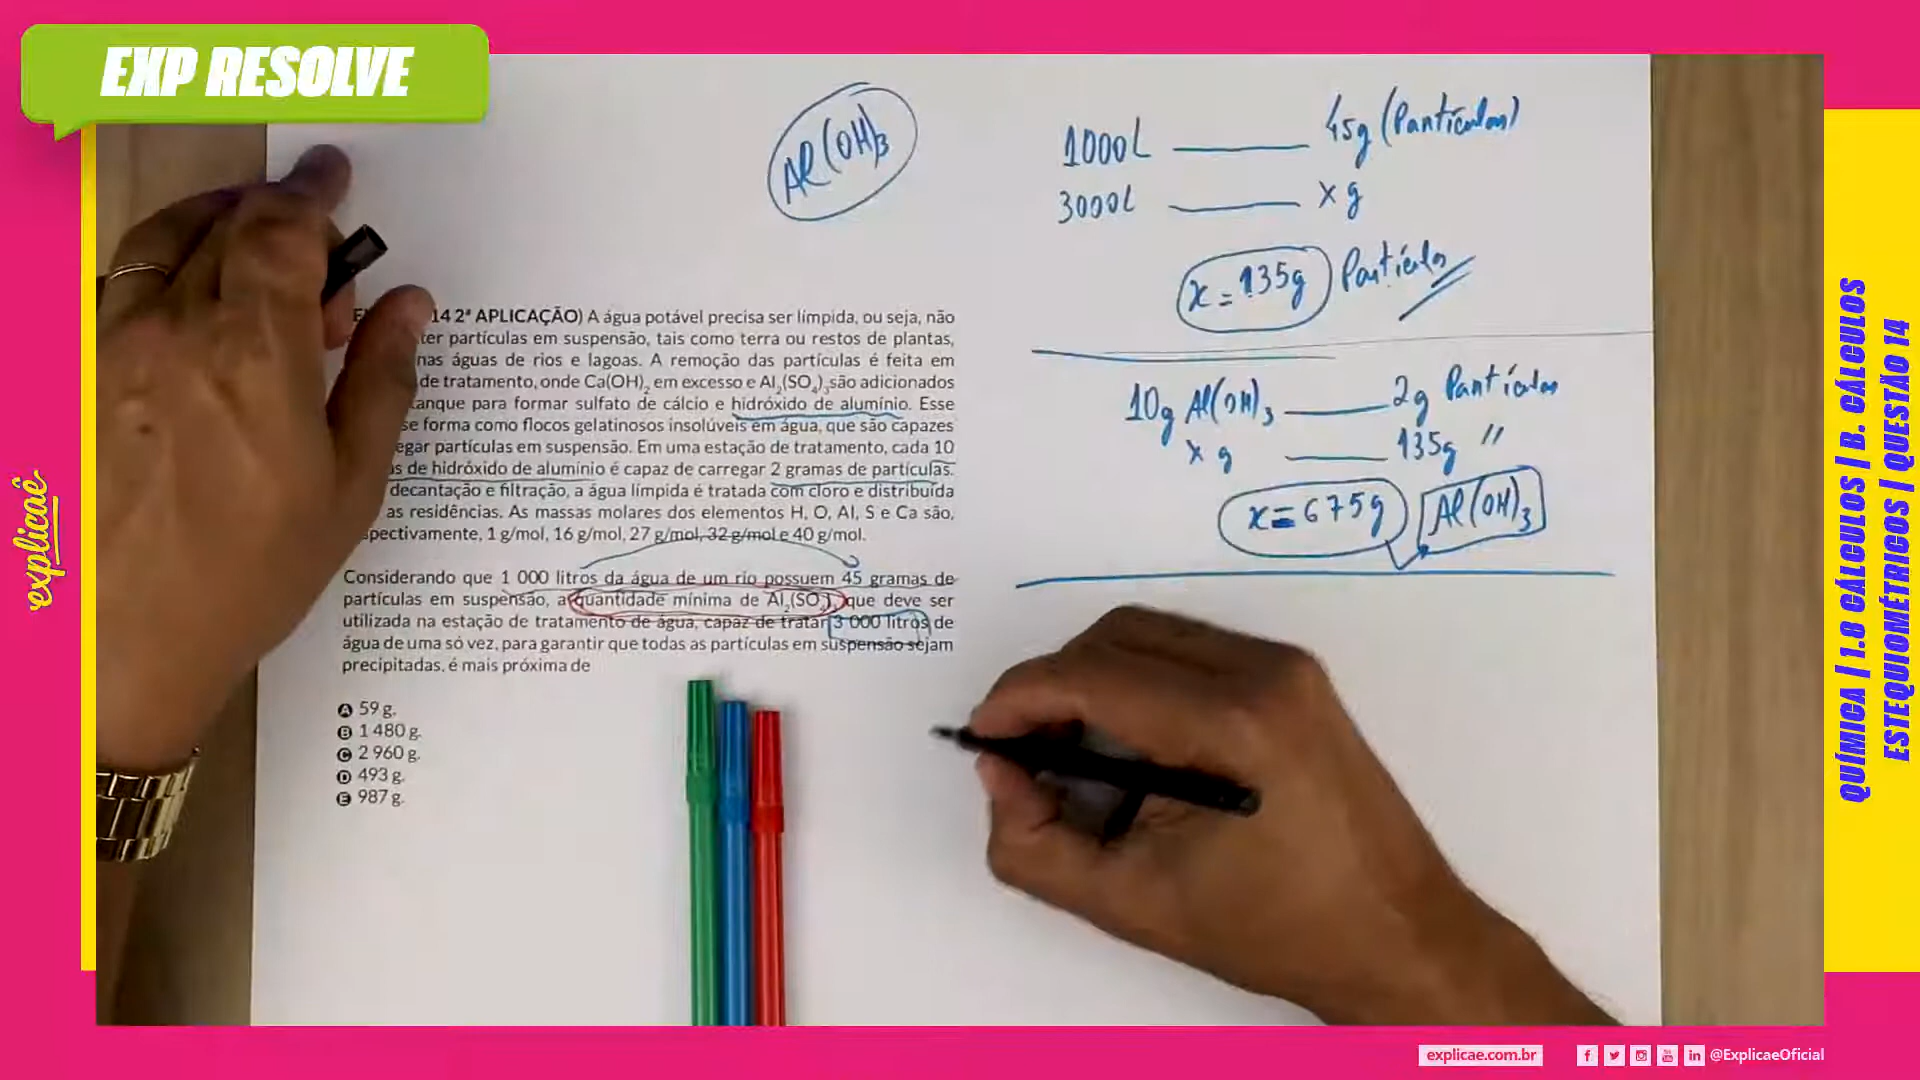 EXP RESOLVE
Al(OH)3
1000L 45g (Partículas)
3000L x g
x = 135g Partículas
10g Al(OH)3 2g Partículas
x g 135g "
x = 675g Al(OH)3
14 2ª APLICAÇÃO) A água potável precisa ser límpida, ou seja, não
ter partículas em suspensão, tais como terra ou restos de plantas,
nas águas de rios e lagoas. A remoção das partículas é feita em
de tratamento, onde Ca(OH)2 em excesso e Al2(SO4)3 são adicionados
tanque para formar sulfato de cálcio e hidróxido de alumínio. Esse
se forma como flocos gelatinosos insolúveis em água, que são capazes
egar partículas em suspensão. Em uma estação de tratamento, cada 10
s de hidróxido de alumínio é capaz de carregar 2 gramas de partículas.
decantação e filtração, a água límpida é tratada com cloro e distribuída
as residências. As massas molares dos elementos H, O, Al, S e Ca são,
spectivamente, 1 g/mol, 16 g/mol, 27 g/mol, 32 g/mol e 40 g/mol.
Considerando que 1 000 litros da água de um rio possuem 45 gramas de
partículas em suspensão, a quantidade mínima de Al2(SO4)3 que deve ser
utilizada na estação de tratamento de água, capaz de tratar 3 000 litros de
água de uma só vez, para garantir que todas as partículas em suspensão sejam
precipitadas, é mais próxima de
A 59 g.
B 1 480 g.
C 2 960 g.
D 493 g.
E 987 g.
explicaê
QUÍMICA | 1.8 CÁLCULOS | B. CÁLCULOS
ESTEQUIOMÉTRICOS | QUESTÃO 14
explicae.com.br
@ExplicaeOficial